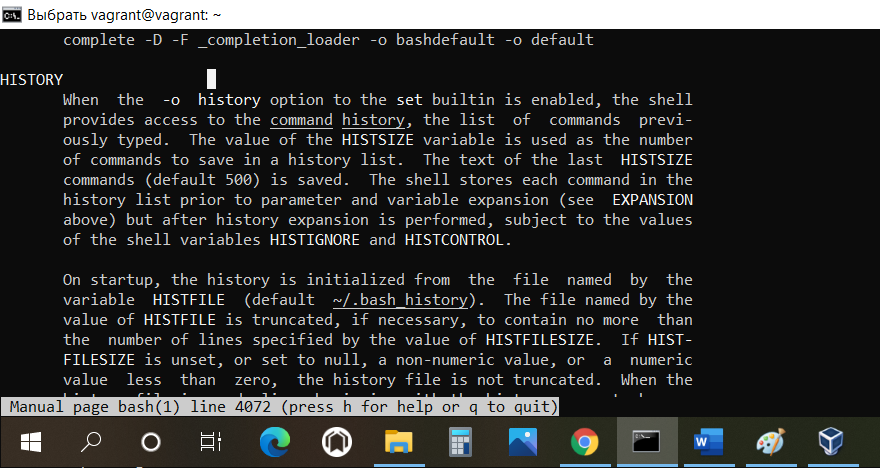 Выбрать vagrant@vagrant: ~
complete -D -F _completion_loader -o bashdefault -o default
HISTORY
When the -o history option to the set builtin is enabled, the shell
provides access to the command history, the list of commands previ-
ously typed. The value of the HISTSIZE variable is used as the number
of commands to save in a history list. The text of the last HISTSIZE
commands (default 500) is saved. The shell stores each command in the
history list prior to parameter and variable expansion (see EXPANSION
above) but after history expansion is performed, subject to the values
of the shell variables HISTIGNORE and HISTCONTROL.
On startup, the history is initialized from the file named by the
variable HISTFILE (default ~/.bash_history). The file named by the
value of HISTFILE is truncated, if necessary, to contain no more than
the number of lines specified by the value of HISTFILESIZE. If HIST-
FILESIZE is unset, or set to null, a non-numeric value, or a numeric
value less than zero, the history file is not truncated. When the
Manual page bash(1) line 4072 (press h for help or q to quit)